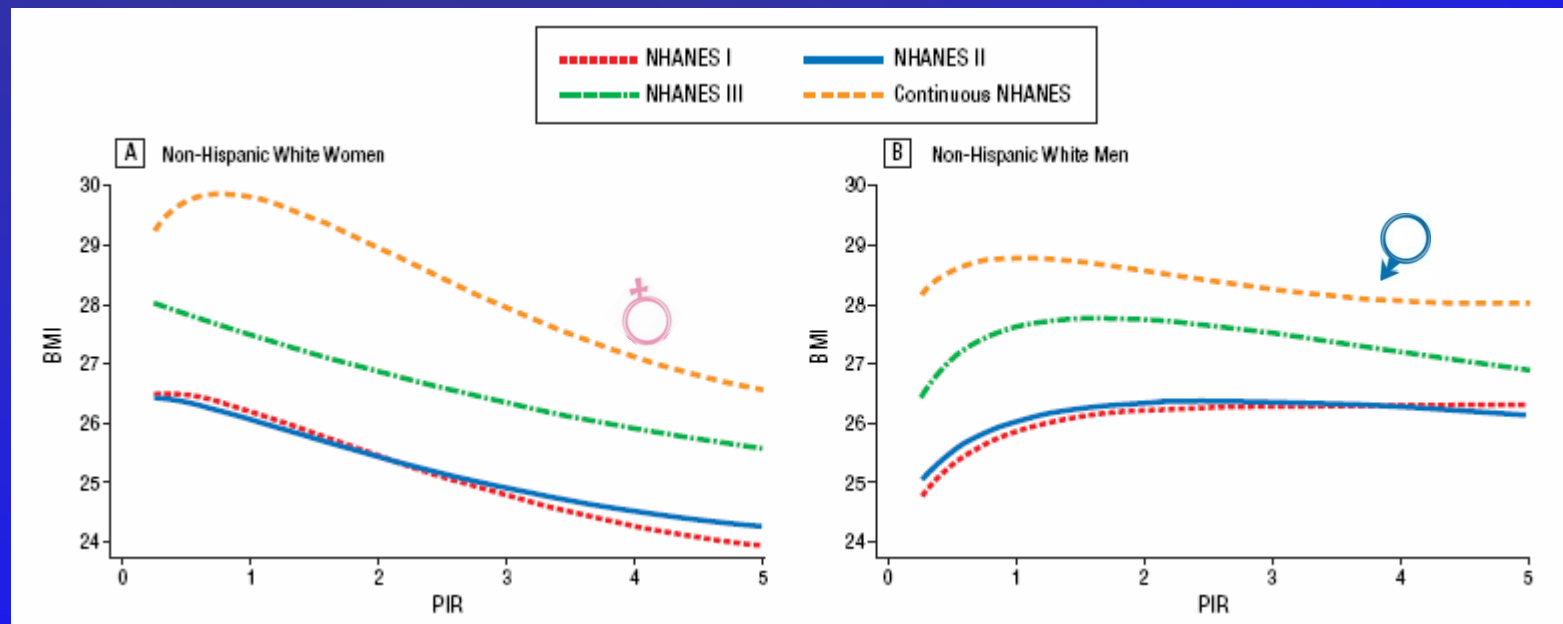 NHANES I NHANES II
NHANES III Continuous NHANES
A Non-Hispanic White Women
30
29
28
27
26
25
24
BMI
0 1 2 3 4 5
PIR
B Non-Hispanic White Men
30
29
28
27
26
25
24
BMI
0 1 2 3 4 5
PIR